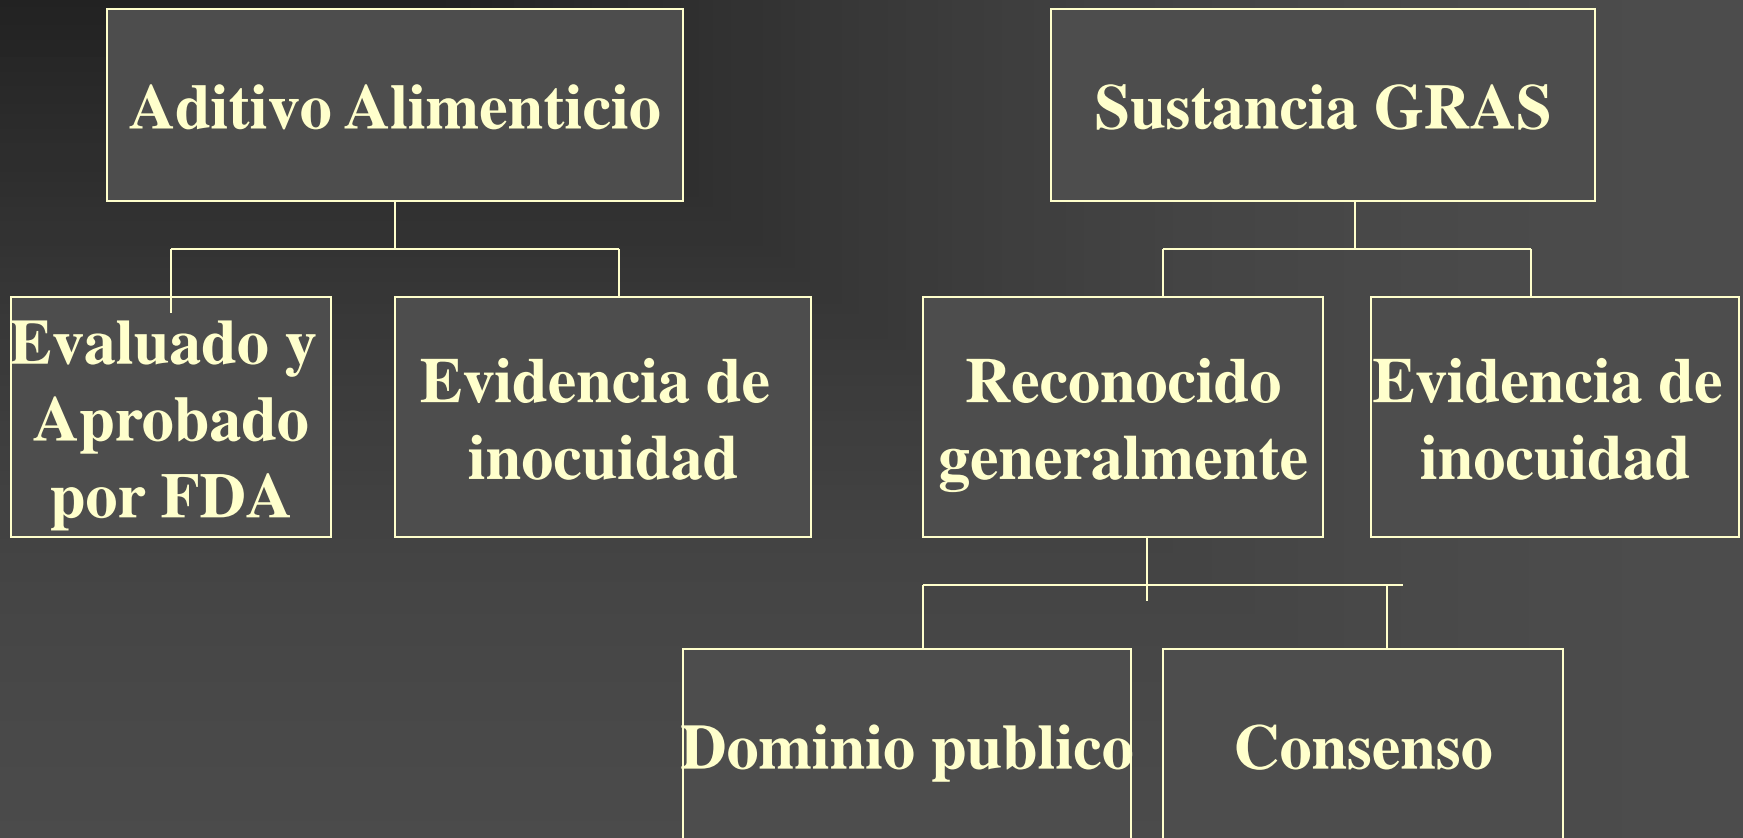 Aditivo Alimenticio
Sustancia GRAS
Evaluado y
Aprobado
por FDA
Evidencia de
inocuidad
Reconocido
generalmente
Evidencia de
inocuidad
Dominio publico
Consenso